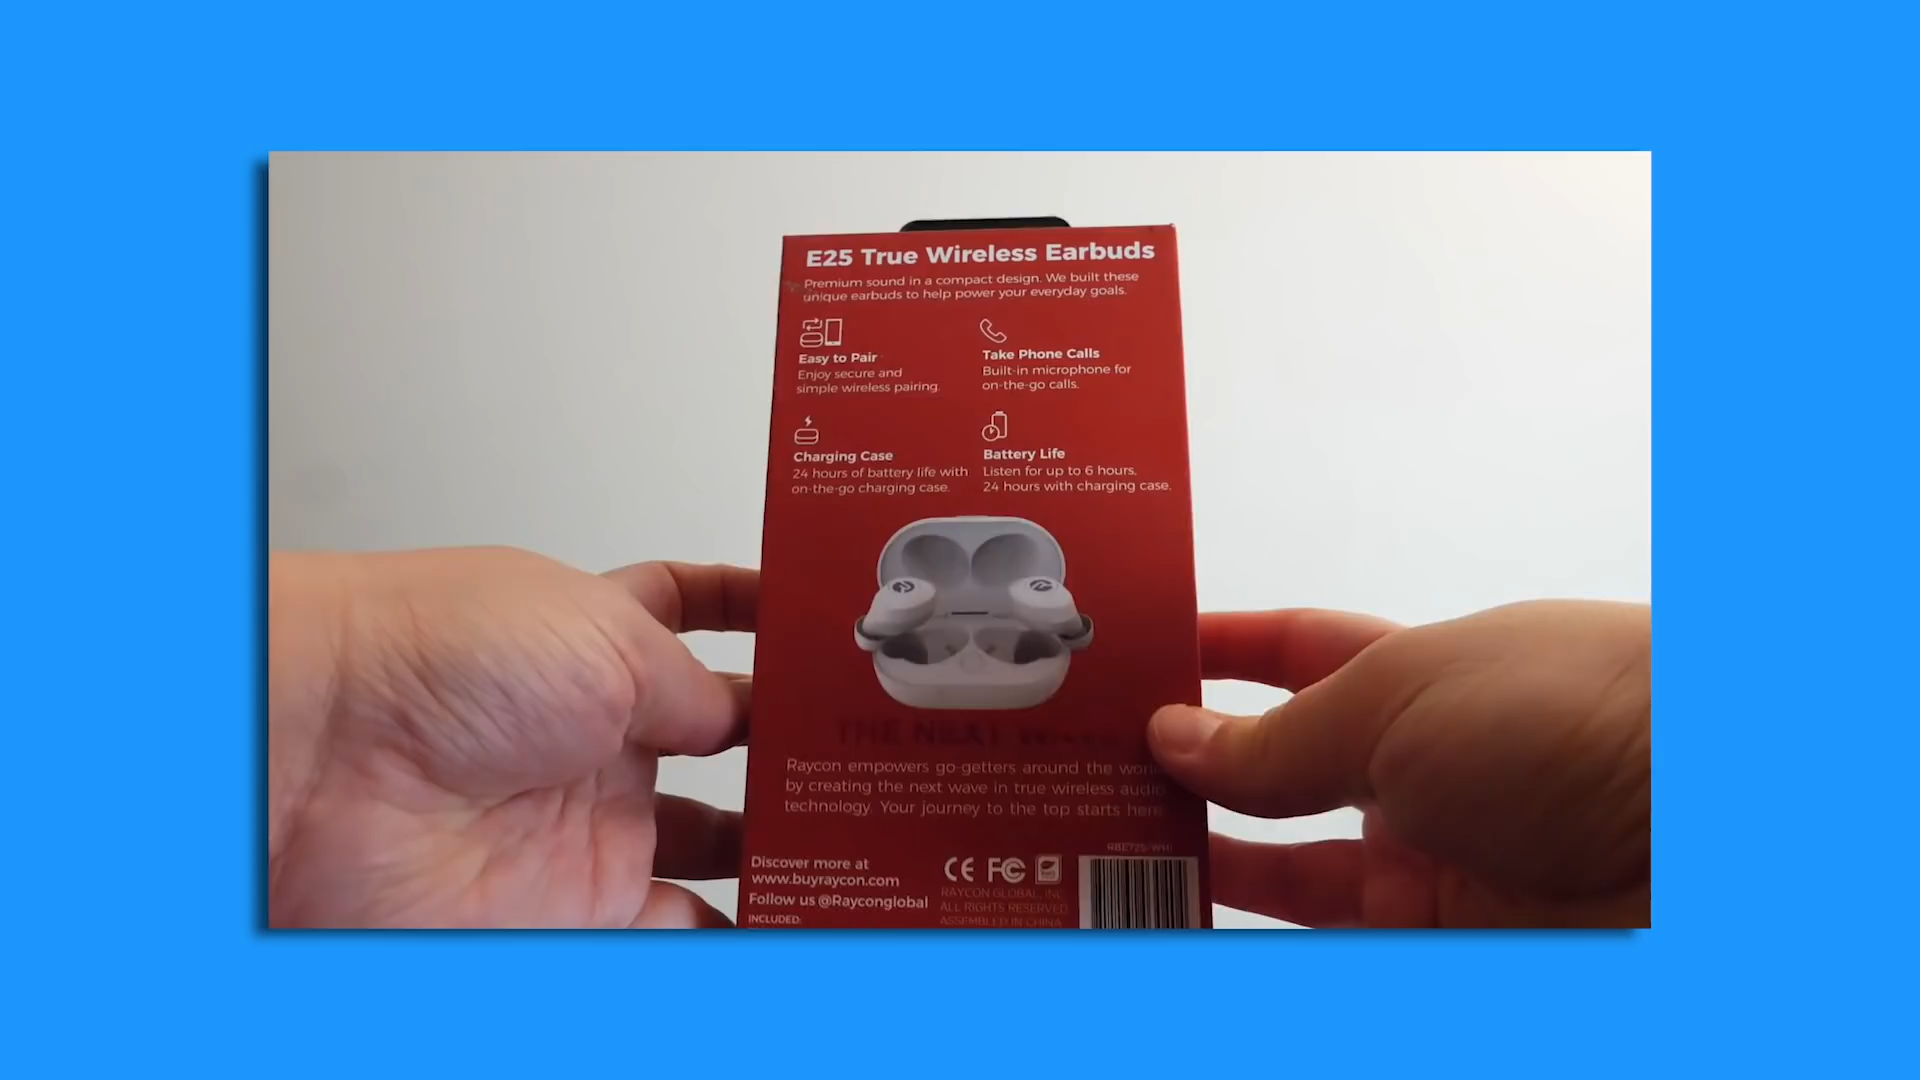 E25 True Wireless Earbuds
Premium sound in a compact design. We built these
unique earbuds to help power your everyday goals.
Easy to Pair
Enjoy secure and
simple wireless pairing.
Take Phone Calls
Built-in microphone for
on-the-go calls.
Charging Case
24 hours of battery life with
on-the-go charging case.
Battery Life
Listen for up to 6 hours,
24 hours with charging case.
THE NEXT
Raycon empowers go-getters around the
by creating the next wave in true wireless audio
technology. Your journey to the top starts here
Discover more at
www.buyraycon.com
Follow us @Rayconglobal
INCLUDED:
CE FC
RAYCON GLOBAL, INC
ALL RIGHTS RESERVED
ASSEMBLED IN CHINA